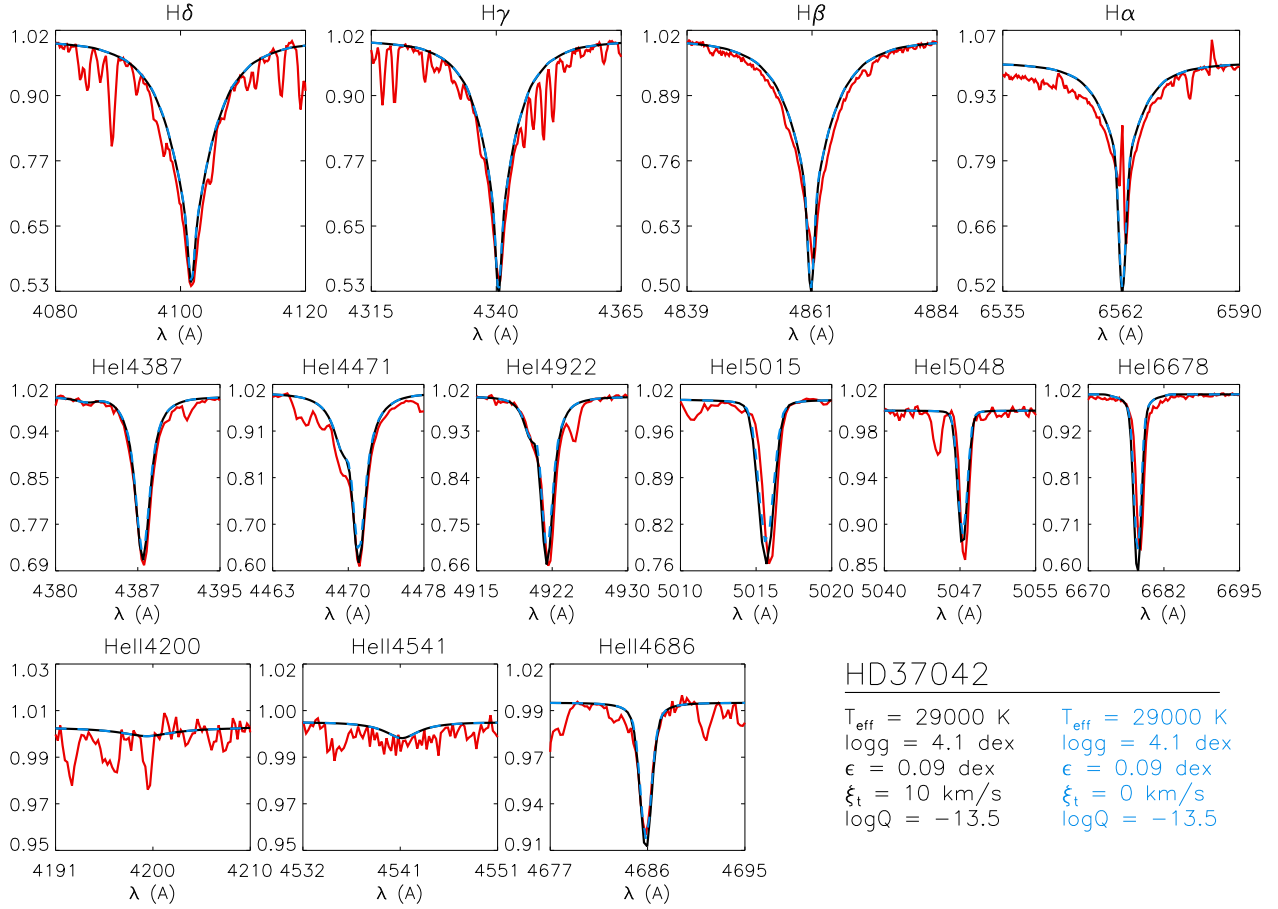 Hδ Hγ Hβ Hα
1.02 1.02 1.02 1.07
0.90 0.90 0.89 0.93
0.77 0.77 0.76 0.79
0.65 0.65 0.63 0.66
0.53 0.53 0.50 0.52
4080 4100 4120 4315 4340 4365 4839 4861 4884 6535 6562 6590
λ (A) λ (A) λ (A) λ (A)
HeI4387 HeI4471 HeI4922 HeI5015 HeI5048 HeI6678
1.02 1.02 1.02 1.02 1.02 1.02
0.94 0.91 0.93 0.96 0.98 0.92
0.85 0.81 0.84 0.89 0.94 0.81
0.77 0.70 0.75 0.82 0.90 0.71
0.69 0.60 0.66 0.76 0.85 0.60
4380 4387 4395 4463 4470 4478 4915 4922 4930 5010 5015 5020 5040 5047 5055 6670 6682 6695
λ (A) λ (A) λ (A) λ (A) λ (A) λ (A)
HeII4200 HeII4541 HeII4686
1.03 1.02 1.02
1.01 1.00 0.99
0.99 0.99 0.97
0.97 0.97 0.94
0.95 0.95 0.91
4191 4200 4210 4532 4541 4551 4677 4686 4695
λ (A) λ (A) λ (A)
HD37042
Teff = 29000 K
logg = 4.1 dex
ϵ = 0.09 dex
ξt = 10 km/s
logQ = −13.5
Teff = 29000 K
logg = 4.1 dex
ϵ = 0.09 dex
ξt = 0 km/s
logQ = −13.5